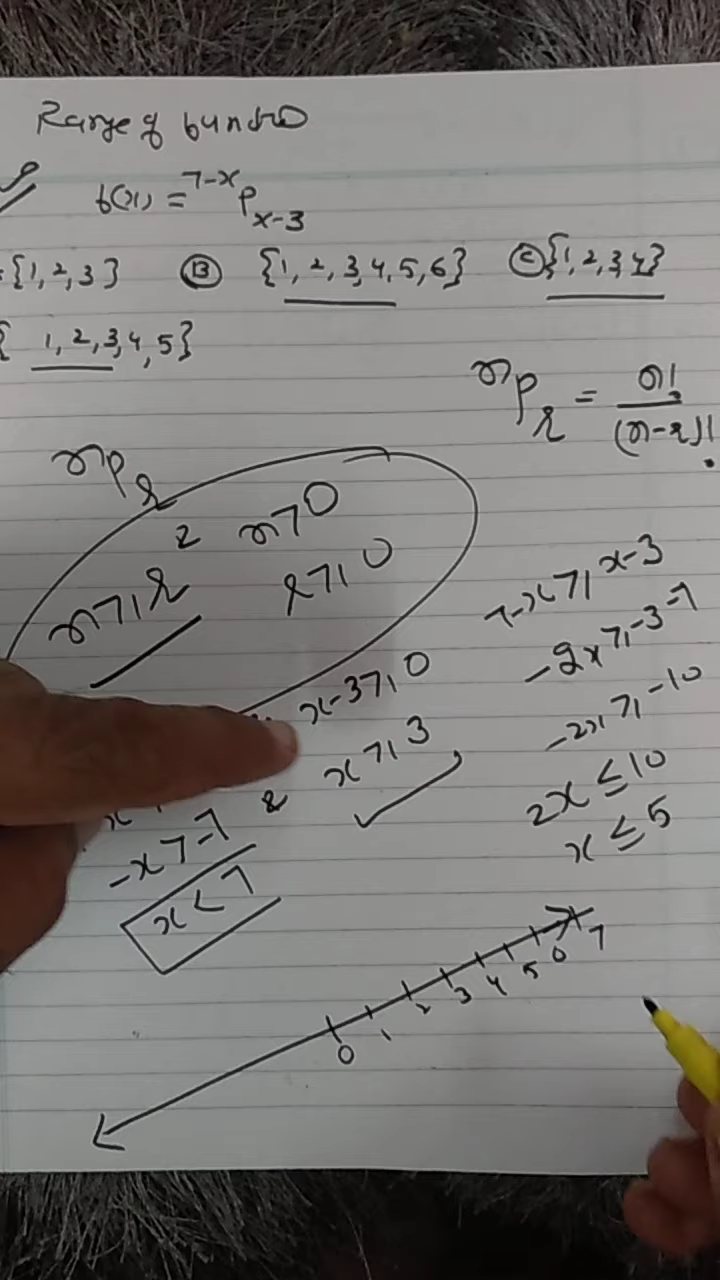 Range of function
f(x) = ⁷⁻ˣP ₓ₋₃
{1, 2, 3} Ⓑ {1, 2, 3, 4, 5, 6} Ⓒ {1, 2, 3, 4}
{ 1, 2, 3, 4, 5}
ⁿPᵣ = n! / (n-r)!
ⁿPᵣ
n ≥ r & n > 0
r ≥ 0
x-3 ≥ 0
& x ≥ 3
-x > -7
x < 7
7-x ≥ x-3
-2x ≥ -3-7
-2x ≥ -10
2x ≤ 10
x ≤ 5
0 1 2 3 4 5 6 7